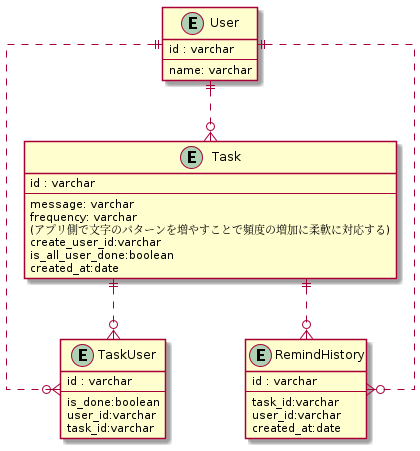 E User
id : varchar
name: varchar
E Task
id : varchar
message: varchar
frequency: varchar
(アプリ側で文字のパターンを増やすことで頻度の増加に柔軟に対応する)
create_user_id:varchar
is_all_user_done:boolean
created_at:date
E TaskUser
id : varchar
is_done:boolean
user_id:varchar
task_id:varchar
E RemindHistory
id : varchar
task_id:varchar
user_id:varchar
created_at:date